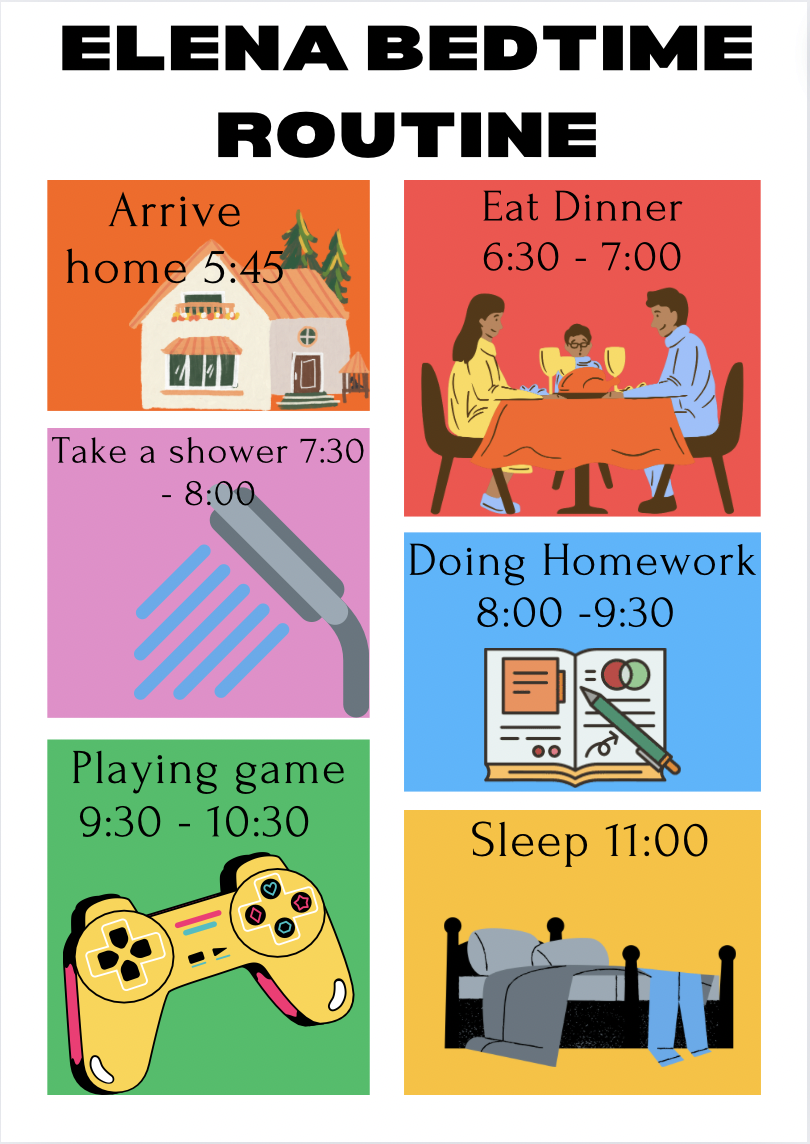 ELENA BEDTIME
ROUTINE
Arrive
home 5:45
Eat Dinner
6:30 - 7:00
Take a shower 7:30
- 8:00
Doing Homework
8:00 -9:30
Playing game
9:30 - 10:30
Sleep 11:00